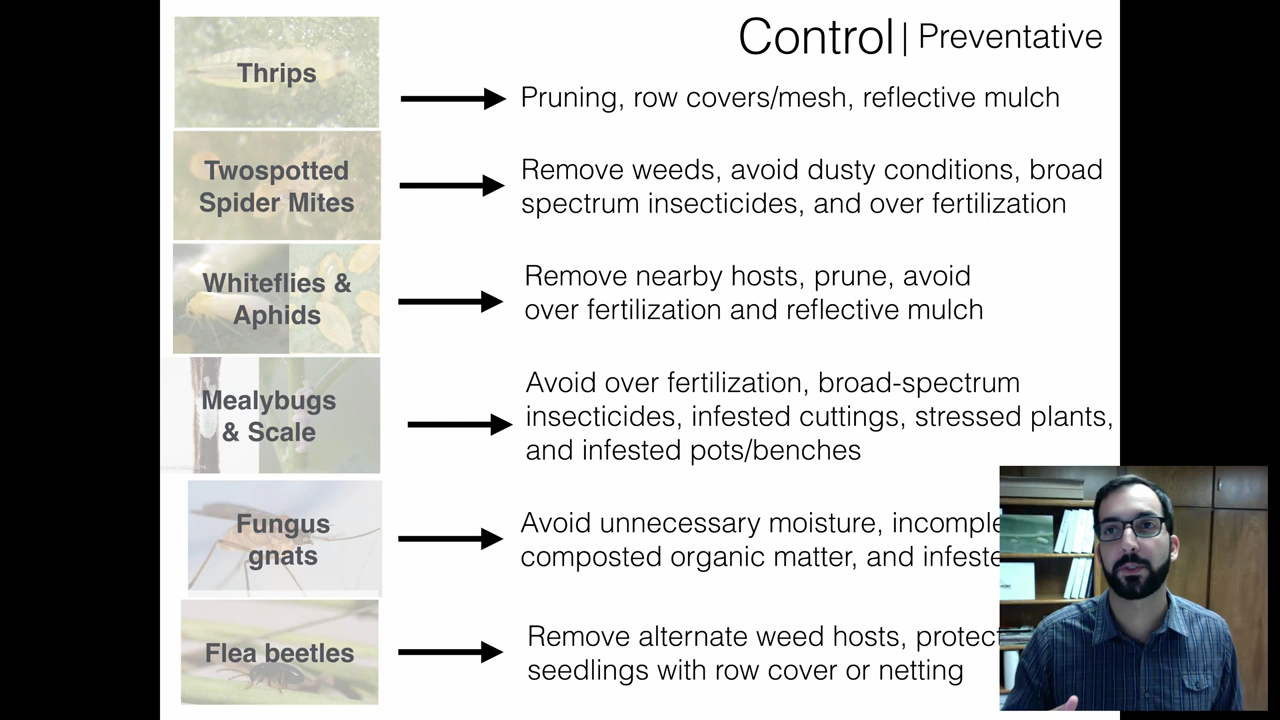 Control | Preventative
Thrips
Pruning, row covers/mesh, reflective mulch
Twospotted
Spider Mites
Remove weeds, avoid dusty conditions, broad
spectrum insecticides, and over fertilization
Whiteflies &
Aphids
Remove nearby hosts, prune, avoid
over fertilization and reflective mulch
Mealybugs
& Scale
Avoid over fertilization, broad-spectrum
insecticides, infested cuttings, stressed plants,
and infested pots/benches
Fungus
gnats
Avoid unnecessary moisture,
composted organic matter, and
Flea beetles
Remove alternate weed hosts, protect
seedlings with row cover or netting